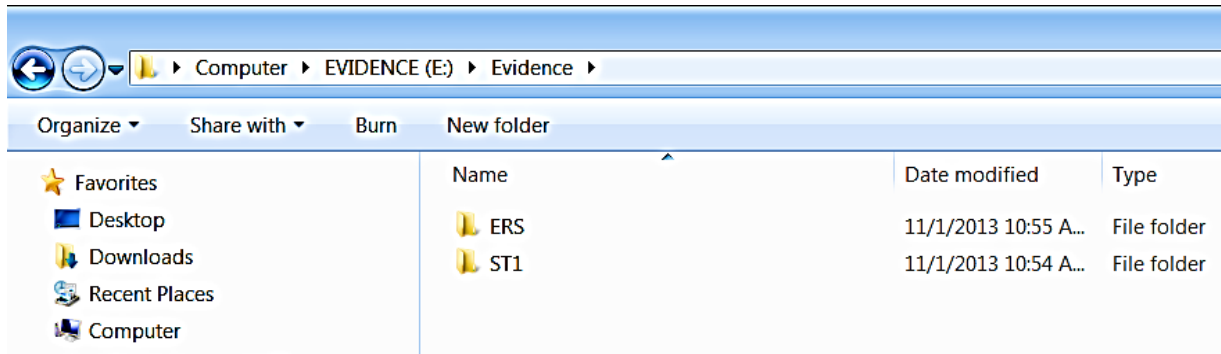 Computer EVIDENCE (E:) Evidence
Organize Share with Burn New folder
Favorites
Desktop
Downloads
Recent Places
Computer
Name Date modified Type
ERS 11/1/2013 10:55 A... File folder
ST1 11/1/2013 10:54 A... File folder